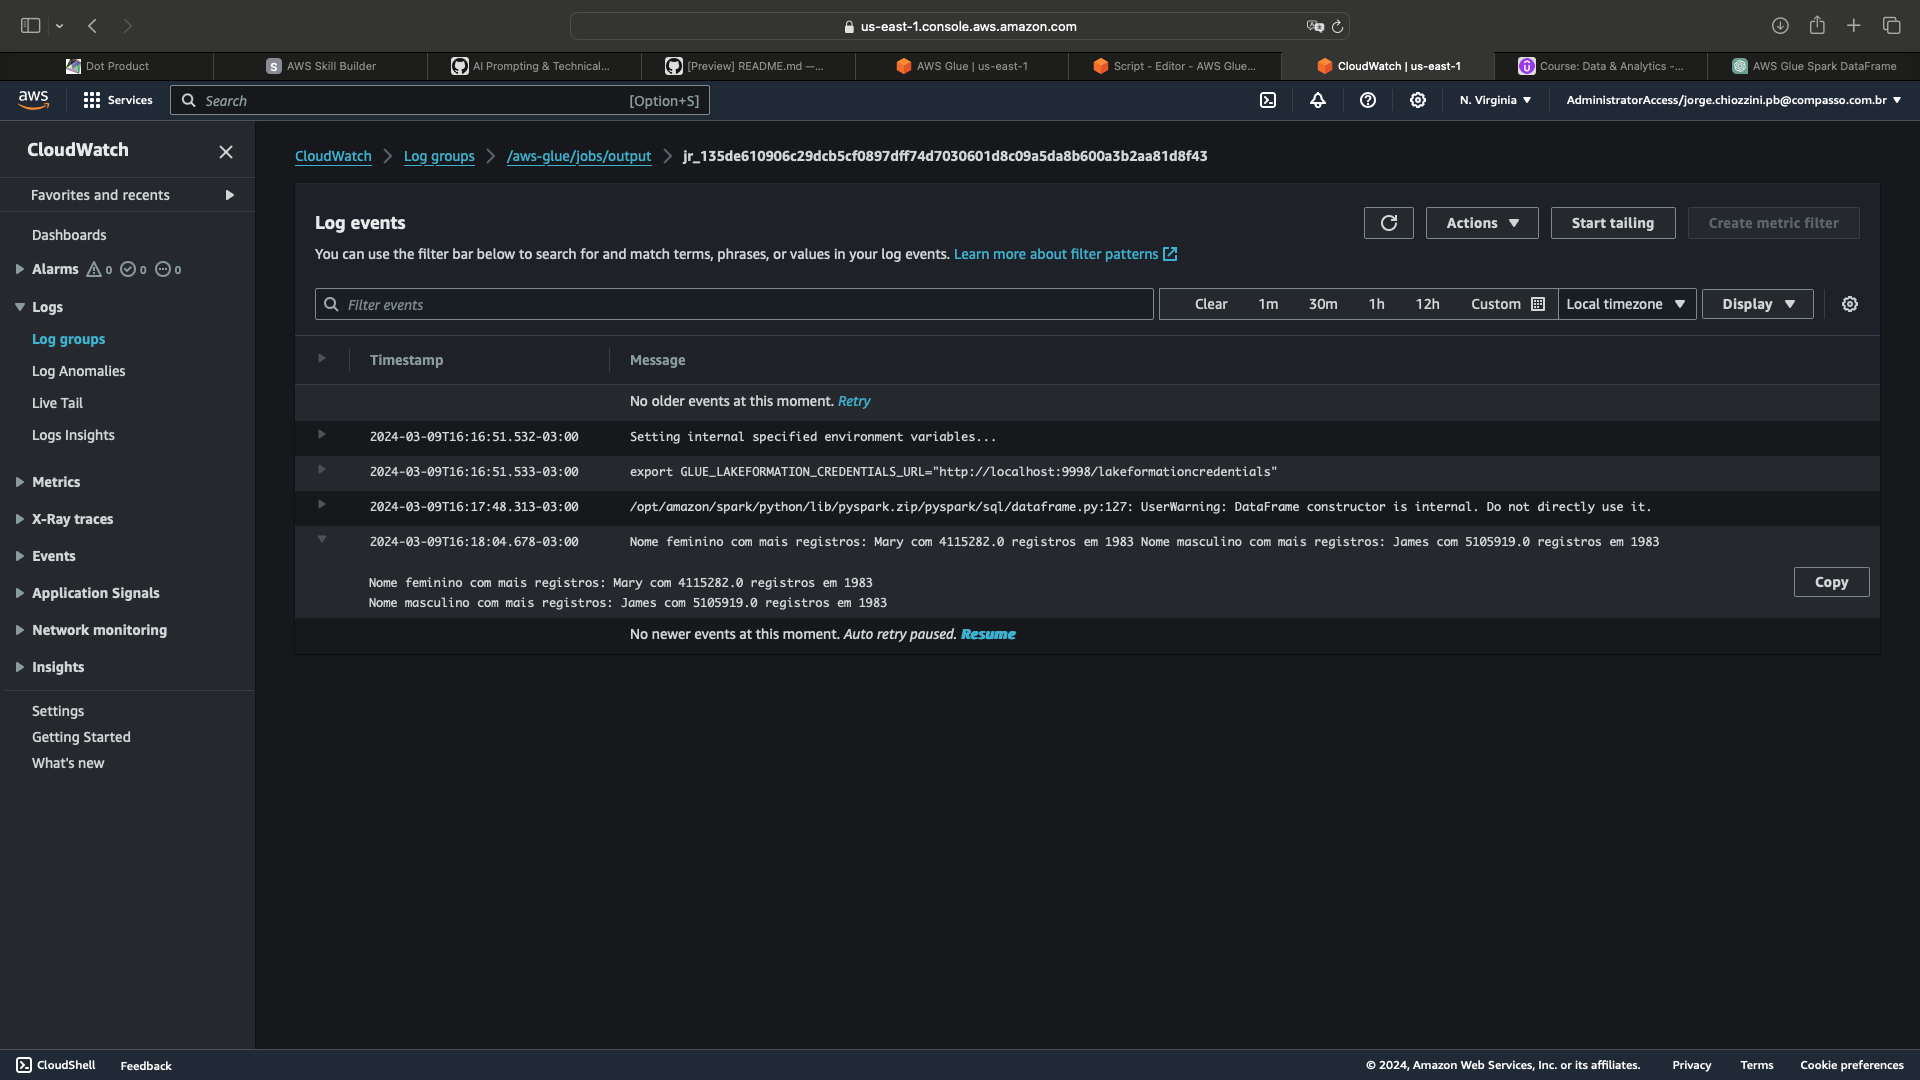 us-east-1.console.aws.amazon.com
Dot Product
S AWS Skill Builder
AI Prompting & Technical...
[Preview] README.md —...
AWS Glue | us-east-1
Script - Editor - AWS Glue...
CloudWatch | us-east-1
Course: Data & Analytics -...
AWS Glue Spark DataFrame
aws
Services
Search
[Option+S]
N. Virginia
AdministratorAccess/jorge.chiozzini.pb@compasso.com.br
CloudWatch
Favorites and recents
Dashboards
Alarms 0 0 0
Logs
Log groups
Log Anomalies
Live Tail
Logs Insights
Metrics
X-Ray traces
Events
Application Signals
Network monitoring
Insights
Settings
Getting Started
What's new
CloudWatch
Log groups
/aws-glue/jobs/output
jr_135de610906c29dcb5cf0897dff74d7030601d8c09a5da8b600a3b2aa81d8f43
Log events
Actions
Start tailing
Create metric filter
You can use the filter bar below to search for and match terms, phrases, or values in your log events. Learn more about filter patterns
Filter events
Clear
1m
30m
1h
12h
Custom
Local timezone
Display
Timestamp
Message
No older events at this moment. Retry
2024-03-09T16:16:51.532-03:00 Setting internal specified environment variables...
2024-03-09T16:16:51.533-03:00 export GLUE_LAKEFORMATION_CREDENTIALS_URL="http://localhost:9998/lakeformationcredentials"
2024-03-09T16:17:48.313-03:00 /opt/amazon/spark/python/lib/pyspark.zip/pyspark/sql/dataframe.py:127: UserWarning: DataFrame constructor is internal. Do not directly use it.
2024-03-09T16:18:04.678-03:00 Nome feminino com mais registros: Mary com 4115282.0 registros em 1983 Nome masculino com mais registros: James com 5105919.0 registros em 1983
Nome feminino com mais registros: Mary com 4115282.0 registros em 1983
Nome masculino com mais registros: James com 5105919.0 registros em 1983
Copy
No newer events at this moment. Auto retry paused. Resume
CloudShell
Feedback
© 2024, Amazon Web Services, Inc. or its affiliates.
Privacy
Terms
Cookie preferences